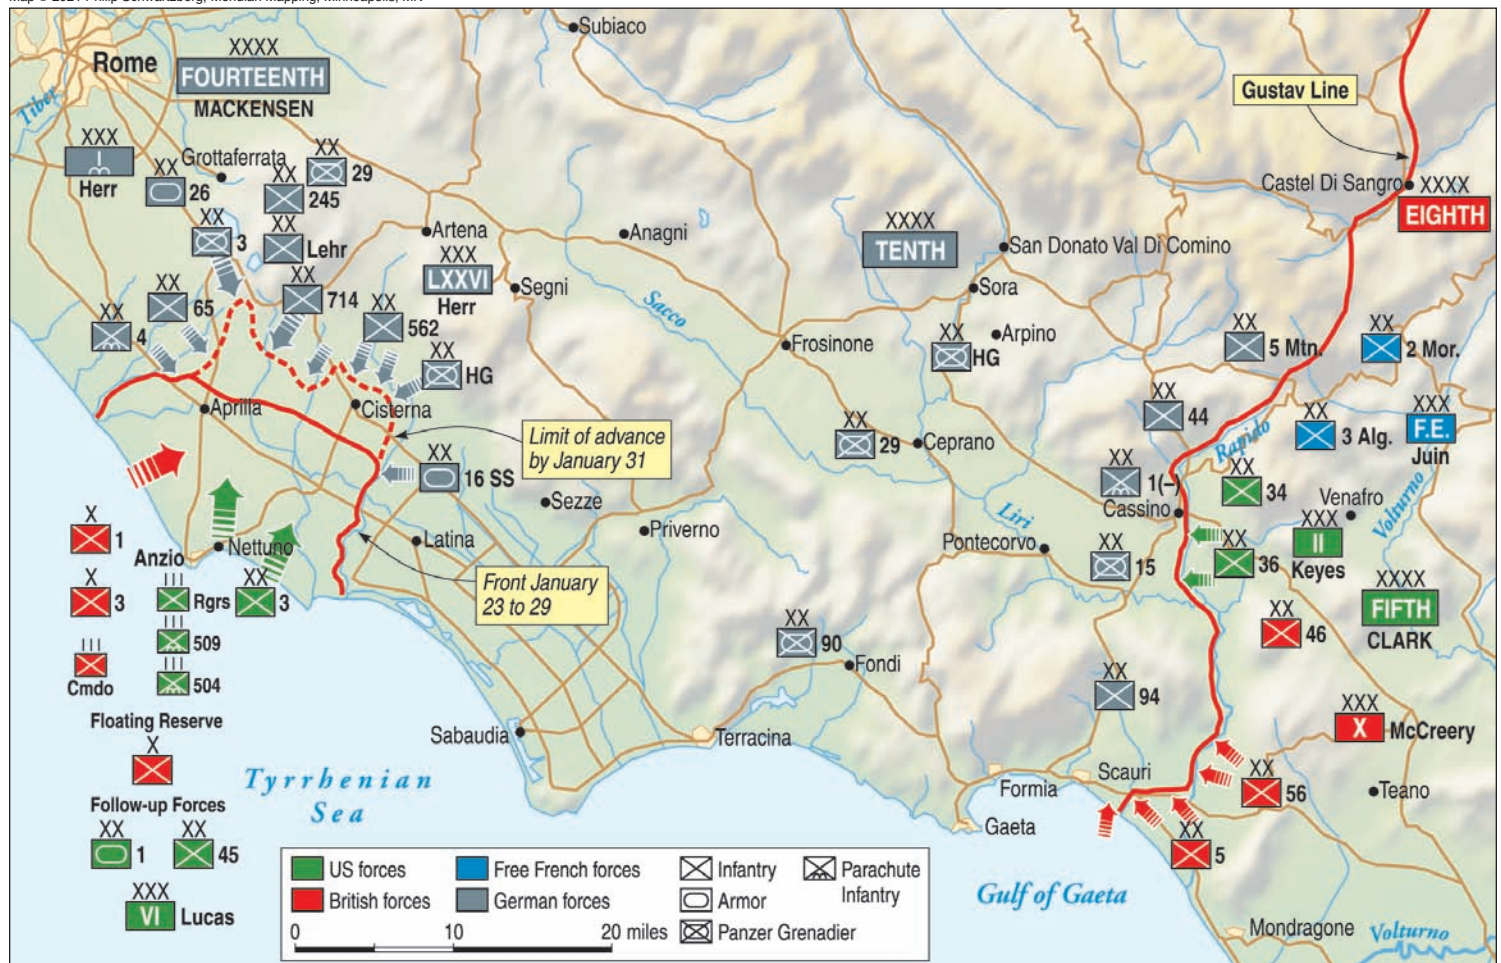 Rome
Tiber
XXXX
FOURTEENTH
MACKENSEN
Subiaco
Gustav Line
XXX
Herr
XX
26
Grottaferrata
XX
29
XX
245
XX
3
XX
Lehr
Artena
Anagni
XXXX
TENTH
San Donato Val Di Comino
Castel Di Sangro
XXXX
EIGHTH
XXX
LXXVI
Herr
Segni
Sacco
Sora
XX
65
XX
714
XX
4
XX
562
XX
HG
Frosinone
Arpino
XX
HG
XX
5 Mtn.
XX
2 Mor.
Aprilla
Cisterna
Limit of advance
by January 31
XX
16 SS
XX
29
Ceprano
XX
44
Rapido
XX
3 Alg.
XXX
F.E.
Juin
XX
1(–)
Cassino
XX
34
Venafro
Volturno
Sezze
Priverno
Liri
Pontecorvo
XX
15
XX
36
XXX
II
Keyes
XXXX
FIFTH
CLARK
X
1
Anzio
Nettuno
Latina
Front January
23 to 29
X
3
III
Rgrs
XX
3
III
509
III
Cmdo
III
504
XX
90
Fondi
XX
46
XX
94
XXX
X
McCreery
Floating Reserve
X
Sabaudia
Terracina
Formia
Scauri
Gaeta
XX
56
Teano
XX
5
Tyrrhenian
Sea
Gulf of Gaeta
Mondragone
Volturno
Follow-up Forces
XX
1
XX
45
XXX
VI
Lucas
US forces
British forces
Free French forces
German forces
Infantry
Armor
Panzer Grenadier
Parachute
Infantry
0
10
20 miles